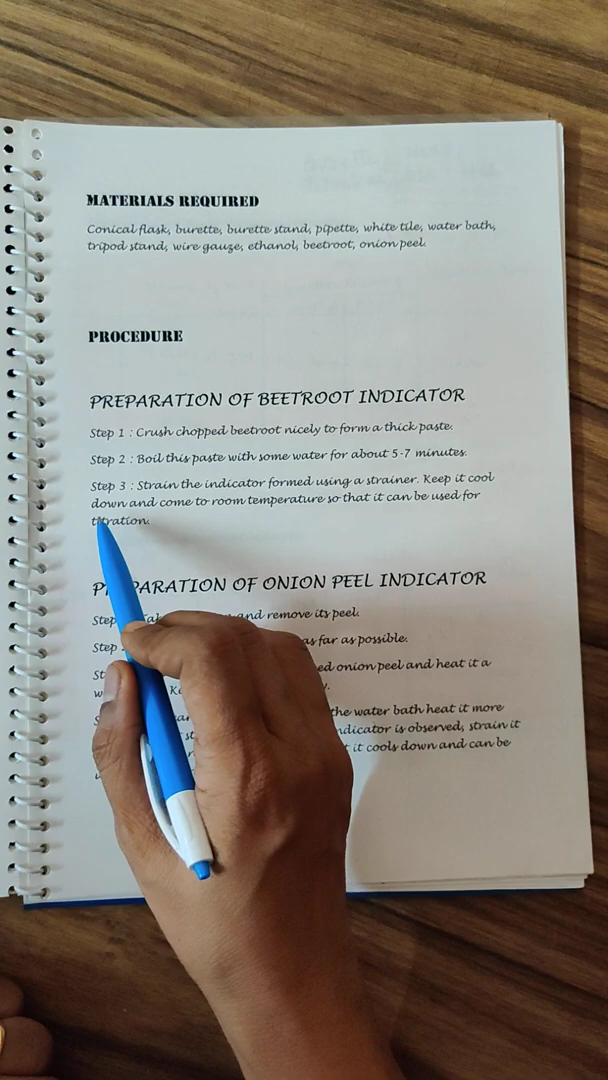 MATERIALS REQUIRED
Conical flask, burette, burette stand, pipette, white tile, water bath,
tripod stand, wire gauze, ethanol, beetroot, onion peel.
PROCEDURE
PREPARATION OF BEETROOT INDICATOR
Step 1 : Crush chopped beetroot nicely to form a thick paste.
Step 2 : Boil this paste with some water for about 5-7 minutes.
Step 3 : Strain the indicator formed using a strainer. Keep it cool
down and come to room temperature so that it can be used for
titration.
PREPARATION OF ONION PEEL INDICATOR
Step and remove its peel.
Step as far as possible.
onion peel and heat it a
the water bath heat it more
indicator is observed, strain it
it cools down and can be